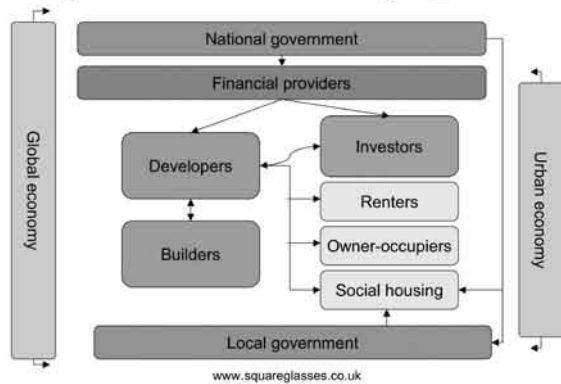 National government
Financial providers
Global economy
Developers
Investors
Urban economy
Renters
Builders
Owner-occupiers
Social housing
Local government
www.squareglasses.co.uk